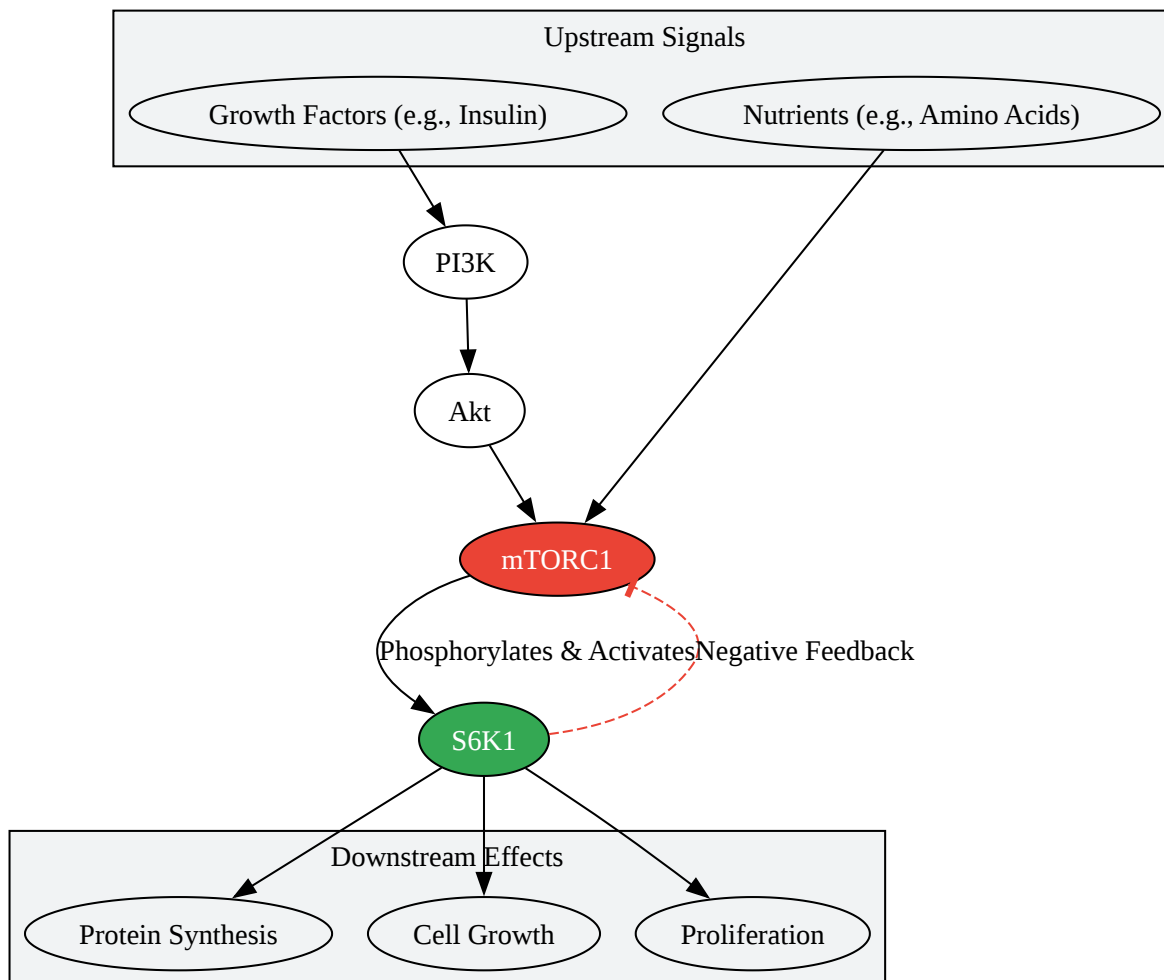 Upstream Signals
Growth Factors (e.g., Insulin)
Nutrients (e.g., Amino Acids)
PI3K
Akt
mTORC1
Phosphorylates & Activates
Negative Feedback
S6K1
Downstream Effects
Protein Synthesis
Cell Growth
Proliferation